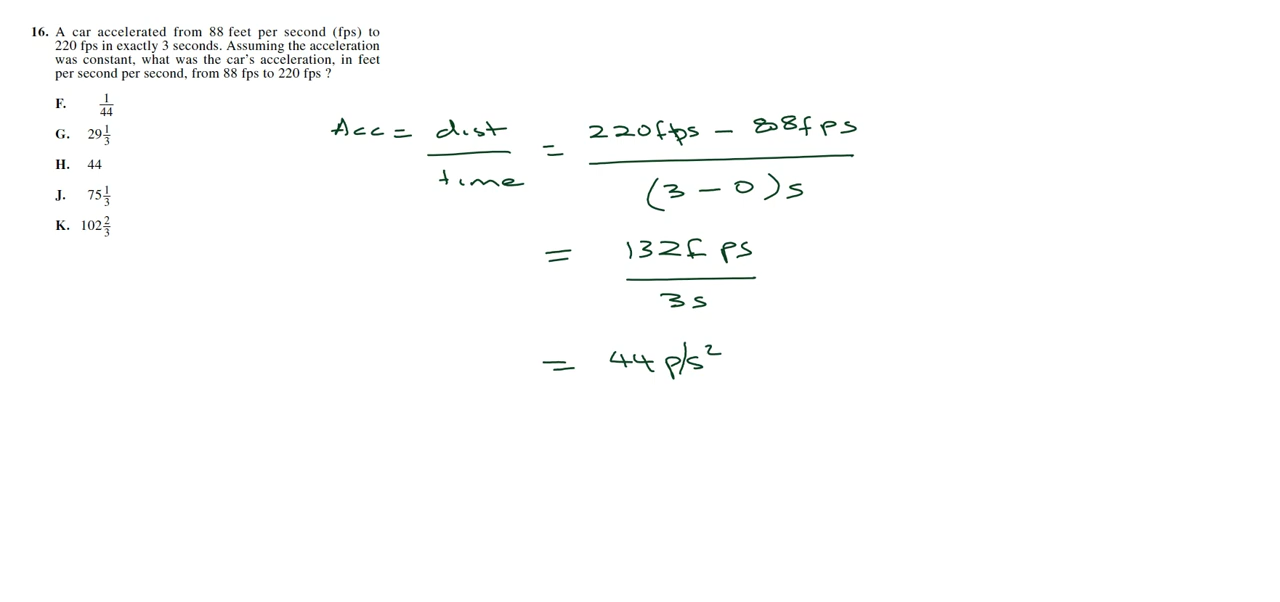 16. A car accelerated from 88 feet per second (fps) to
220 fps in exactly 3 seconds. Assuming the acceleration
was constant, what was the car's acceleration, in feet
per second per second, from 88 fps to 220 fps ?
F. 1/44
G. 29 1/3
H. 44
J. 75 1/3
K. 102 2/3
Acc = dist / time = 220fps - 88fps / (3 - 0)s
= 132f ps / 3s
= 44 p/s²